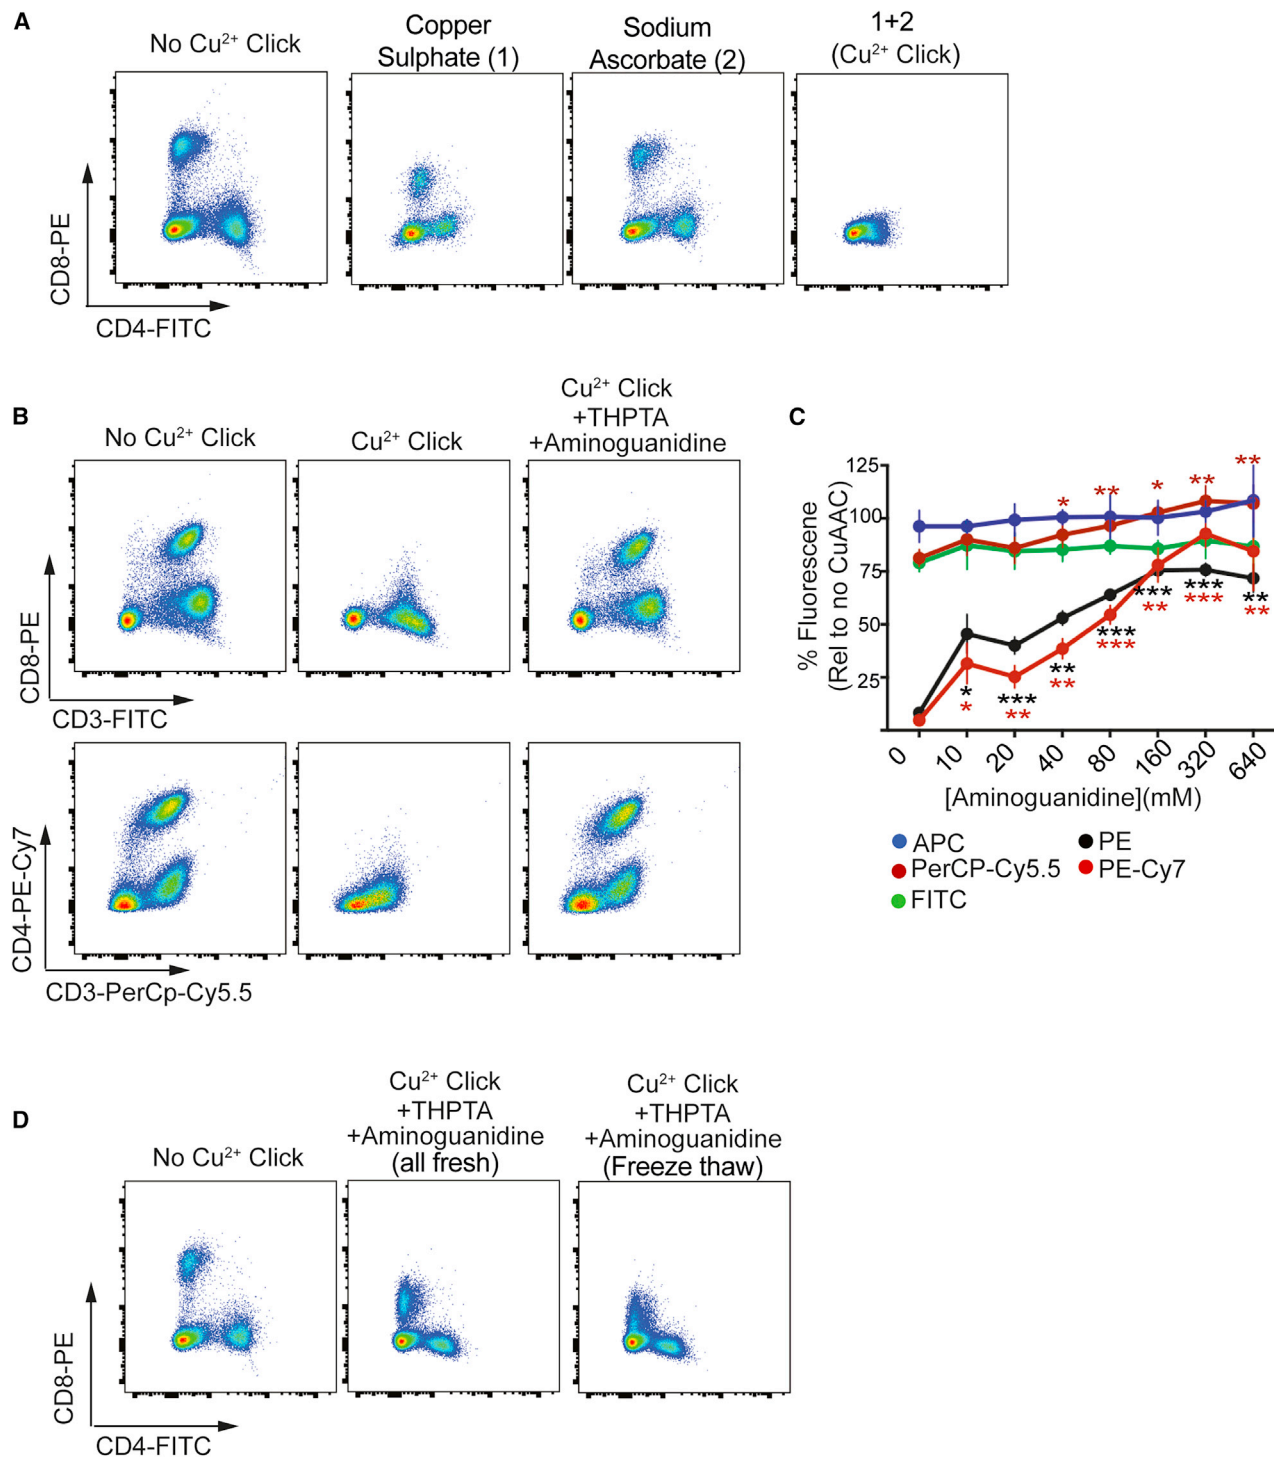 A
No Cu²⁺ Click
Copper
Sulphate (1)
Sodium
Ascorbate (2)
1+2
(Cu²⁺ Click)
CD8-PE
CD4-FITC
B
No Cu²⁺ Click
Cu²⁺ Click
Cu²⁺ Click
+THPTA
+Aminoguanidine
CD8-PE
CD3-FITC
CD4-PE-Cy7
CD3-PerCp-Cy5.5
C
% Fluorescene
(Rel to no CuAAC)
125
100
75
50
25
* ** * ** **
* *** ** *** *** *** **
* ** ** *** ** *** **
0 10 20 40 80 160 320 640
[Aminoguanidine](mM)
APC
PE
PerCP-Cy5.5
PE-Cy7
FITC
D
No Cu²⁺ Click
Cu²⁺ Click
+THPTA
+Aminoguanidine
(all fresh)
Cu²⁺ Click
+THPTA
+Aminoguanidine
(Freeze thaw)
CD8-PE
CD4-FITC